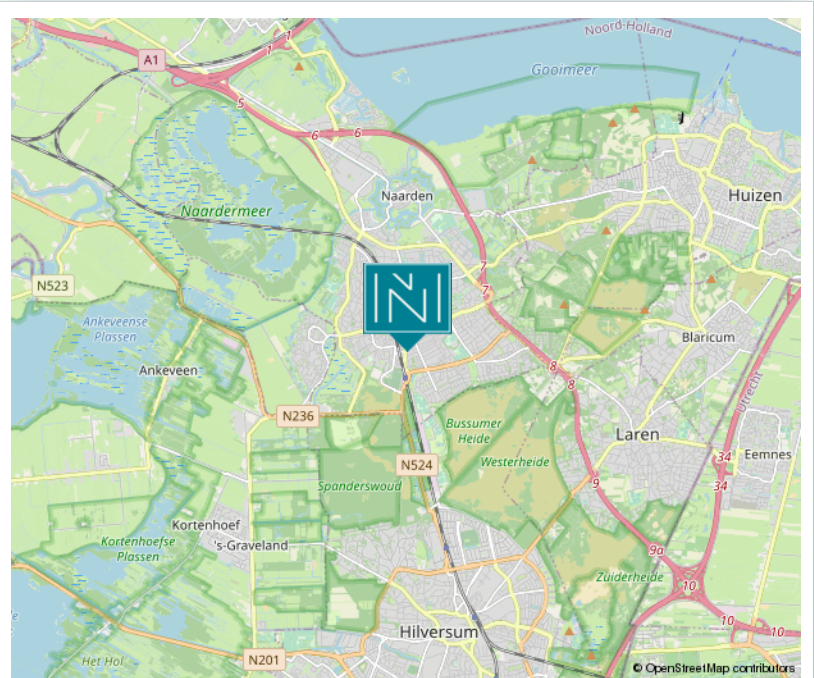 Noord-Holland
A1
1
1
Gooimeer
5
6
6
Naarden
Huizen
Naardermeer
7
7
N523
Ankeveense
Plassen
Blaricum
Ankeveen
8
8
Utrecht
N236
Bussumer
Heide
Laren
Eemnes
34
N524
Westerheide
34
Spanderswoud
9
Kortenhoef
's-Graveland
Kortenhoefse
Plassen
9a
Zuiderheide
10
10
10
Hilversum
Het Hol
N201
© OpenStreetMap contributors